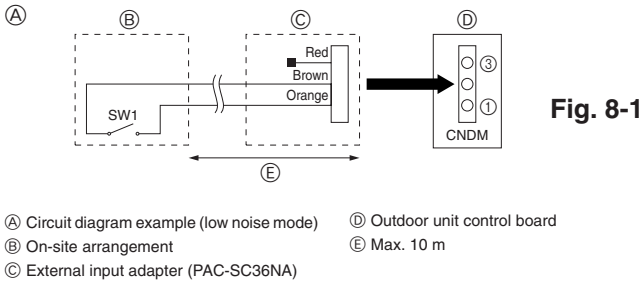 Ⓐ
Ⓑ
Ⓒ
Ⓓ
Red
Brown
Orange
SW1
③
①
CNDM
Ⓔ
Fig. 8-1
Ⓐ Circuit diagram example (low noise mode)
Ⓑ On-site arrangement
Ⓒ External input adapter (PAC-SC36NA)
Ⓓ Outdoor unit control board
Ⓔ Max. 10 m